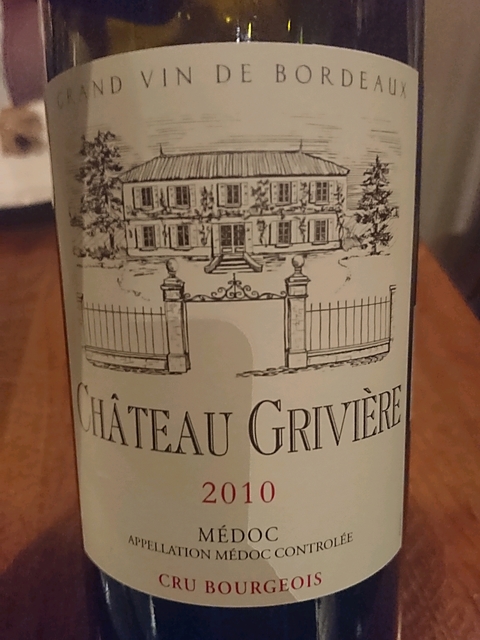 GRAND VIN DE BORDEAUX
CHÂTEAU GRIVIÈRE
2010
MÉDOC
APPELLATION MÉDOC CONTROLÉE
CRU BOURGEOIS